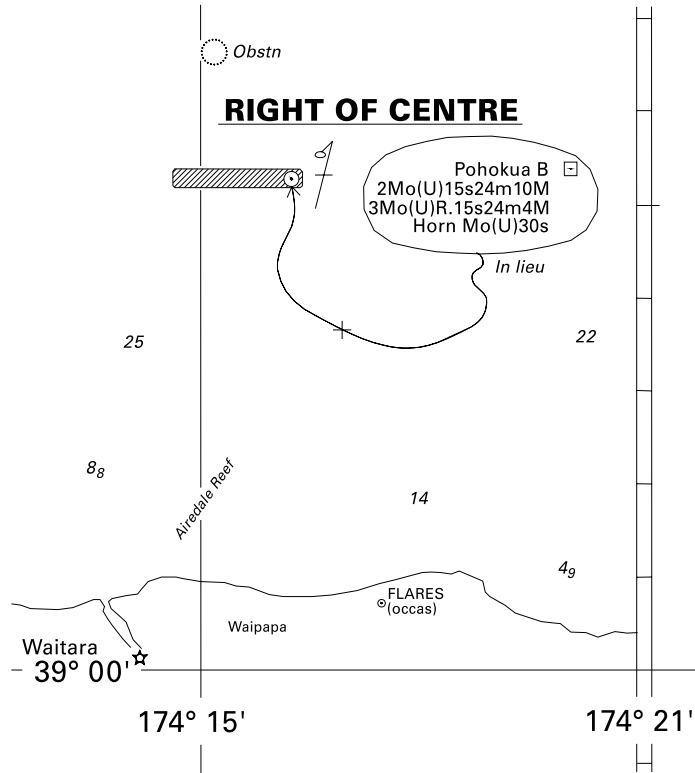 Obstn
RIGHT OF CENTRE
Pohokua B
2Mo(U)15s24m10M
3Mo(U)R.15s24m4M
Horn Mo(U)30s
In lieu
25
22
8₈
Airedale Reef
14
4₉
FLARES
(occas)
Waipapa
Waitara
39° 00'
174° 15'
174° 21'